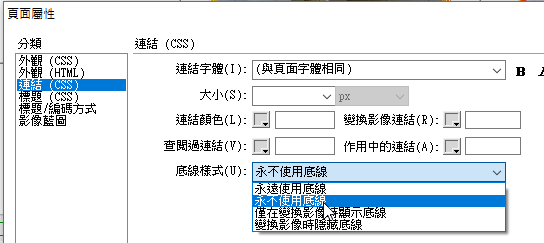 頁面屬性
分類
外觀 (CSS)
外觀 (HTML)
連結 (CSS)
標題 (CSS)
標題/編碼方式
影像藍圖
連結 (CSS)
連結字體(I): (與頁面字體相同) B
大小(S): px
連結顏色(L): 變換影像連結(R):
查閱過連結(V): 作用中的連結(A):
底線樣式(U): 永不使用底線
永遠使用底線
永不使用底線
僅在變換影像時顯示底線
變換影像時隱藏底線